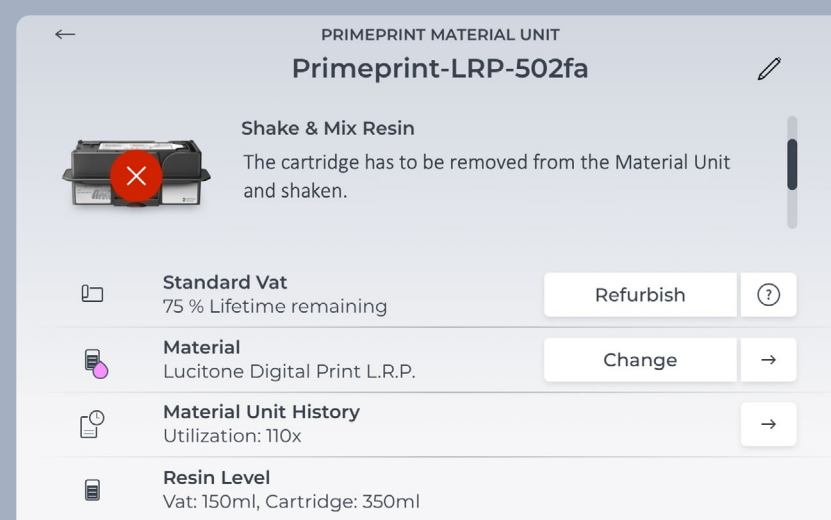 PRIMEPRINT MATERIAL UNIT
Primeprint-LRP-502fa
Shake & Mix Resin
The cartridge has to be removed from the Material Unit
and shaken.
Standard Vat
75 % Lifetime remaining
Refurbish
?
Material
Lucitone Digital Print L.R.P.
Change
Material Unit History
Utilization: 110x
Resin Level
Vat: 150ml, Cartridge: 350ml